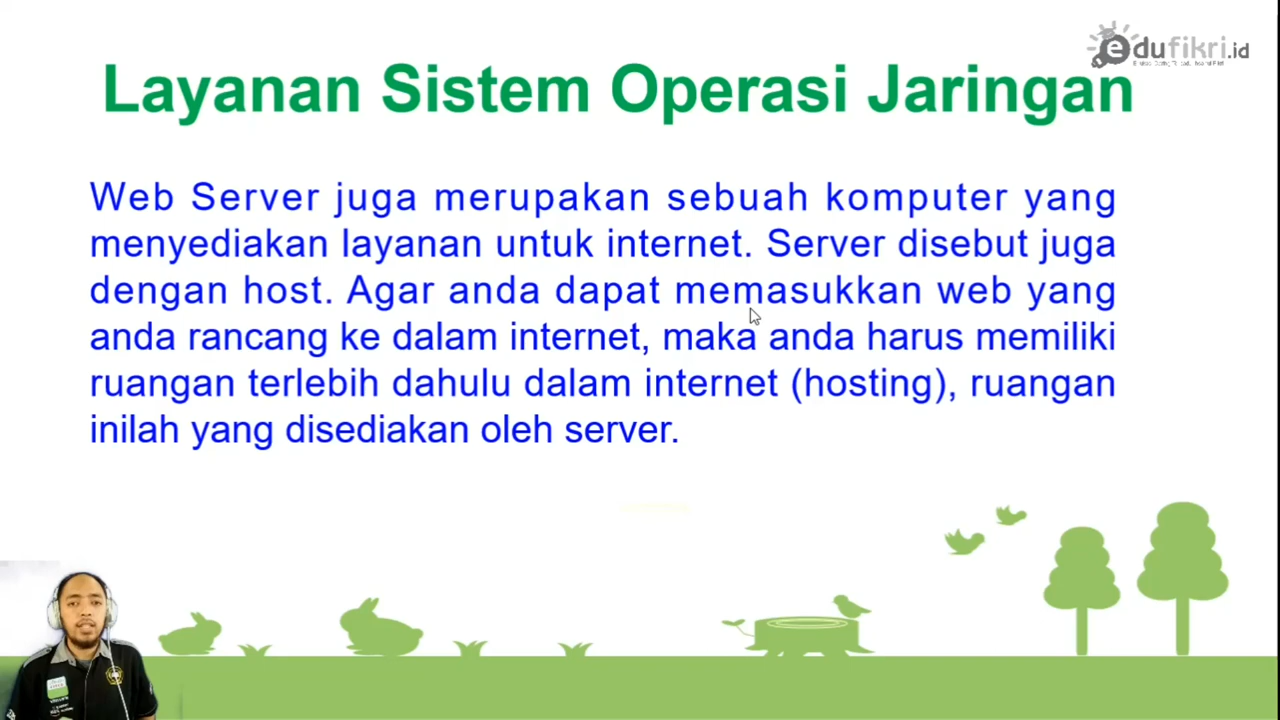 edufikri.id
Layanan Sistem Operasi Jaringan
Web Server juga merupakan sebuah komputer yang
menyediakan layanan untuk internet. Server disebut juga
dengan host. Agar anda dapat memasukkan web yang
anda rancang ke dalam internet, maka anda harus memiliki
ruangan terlebih dahulu dalam internet (hosting), ruangan
inilah yang disediakan oleh server.